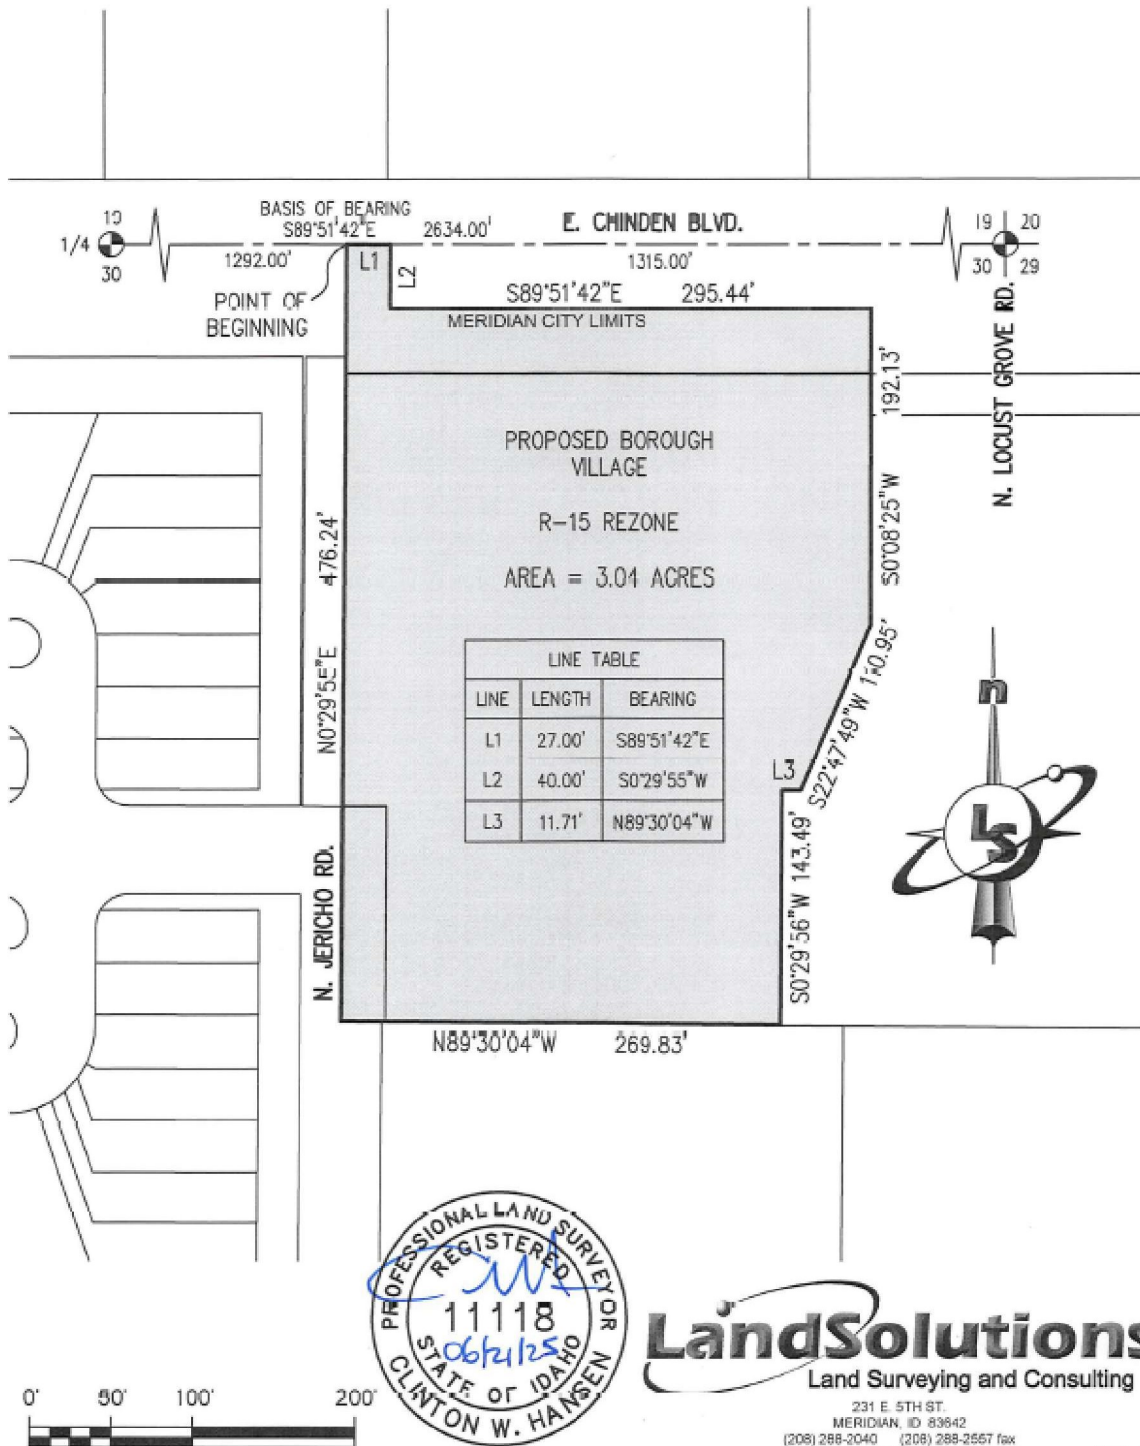 19
1/4
30
BASIS OF BEARING
S89°51'42"E 2634.00'
1292.00'
E. CHINDEN BLVD.
1315.00'
19 20
30 29
L1
L2
POINT OF
BEGINNING
S89°51'42"E 295.44'
MERIDIAN CITY LIMITS
N. LOCUST GROVE RD.
192.13'
S0°08'25"W
PROPOSED BOROUGH
VILLAGE
R-15 REZONE
AREA = 3.04 ACRES
476.24'
N0°29'55"E
LINE TABLE
LINE LENGTH BEARING
L1 27.00' S89°51'42"E
L2 40.00' S0°29'55"W
L3 11.71' N89°30'04"W
S22°47'49"W 110.95'
L3
n
LS
S0°29'56"W 143.49'
N. JERICHO RD.
N89°30'04"W 269.83'
PROFESSIONAL LAND SURVEYOR
REGISTERED
11118
06/21/25
STATE OF IDAHO
CLINTON W. HANSEN
LandSolutions
Land Surveying and Consulting
231 E. 5TH ST.
MERIDIAN, ID 83642
(208) 288-2040 (208) 288-2557 fax
0' 50' 100' 200'